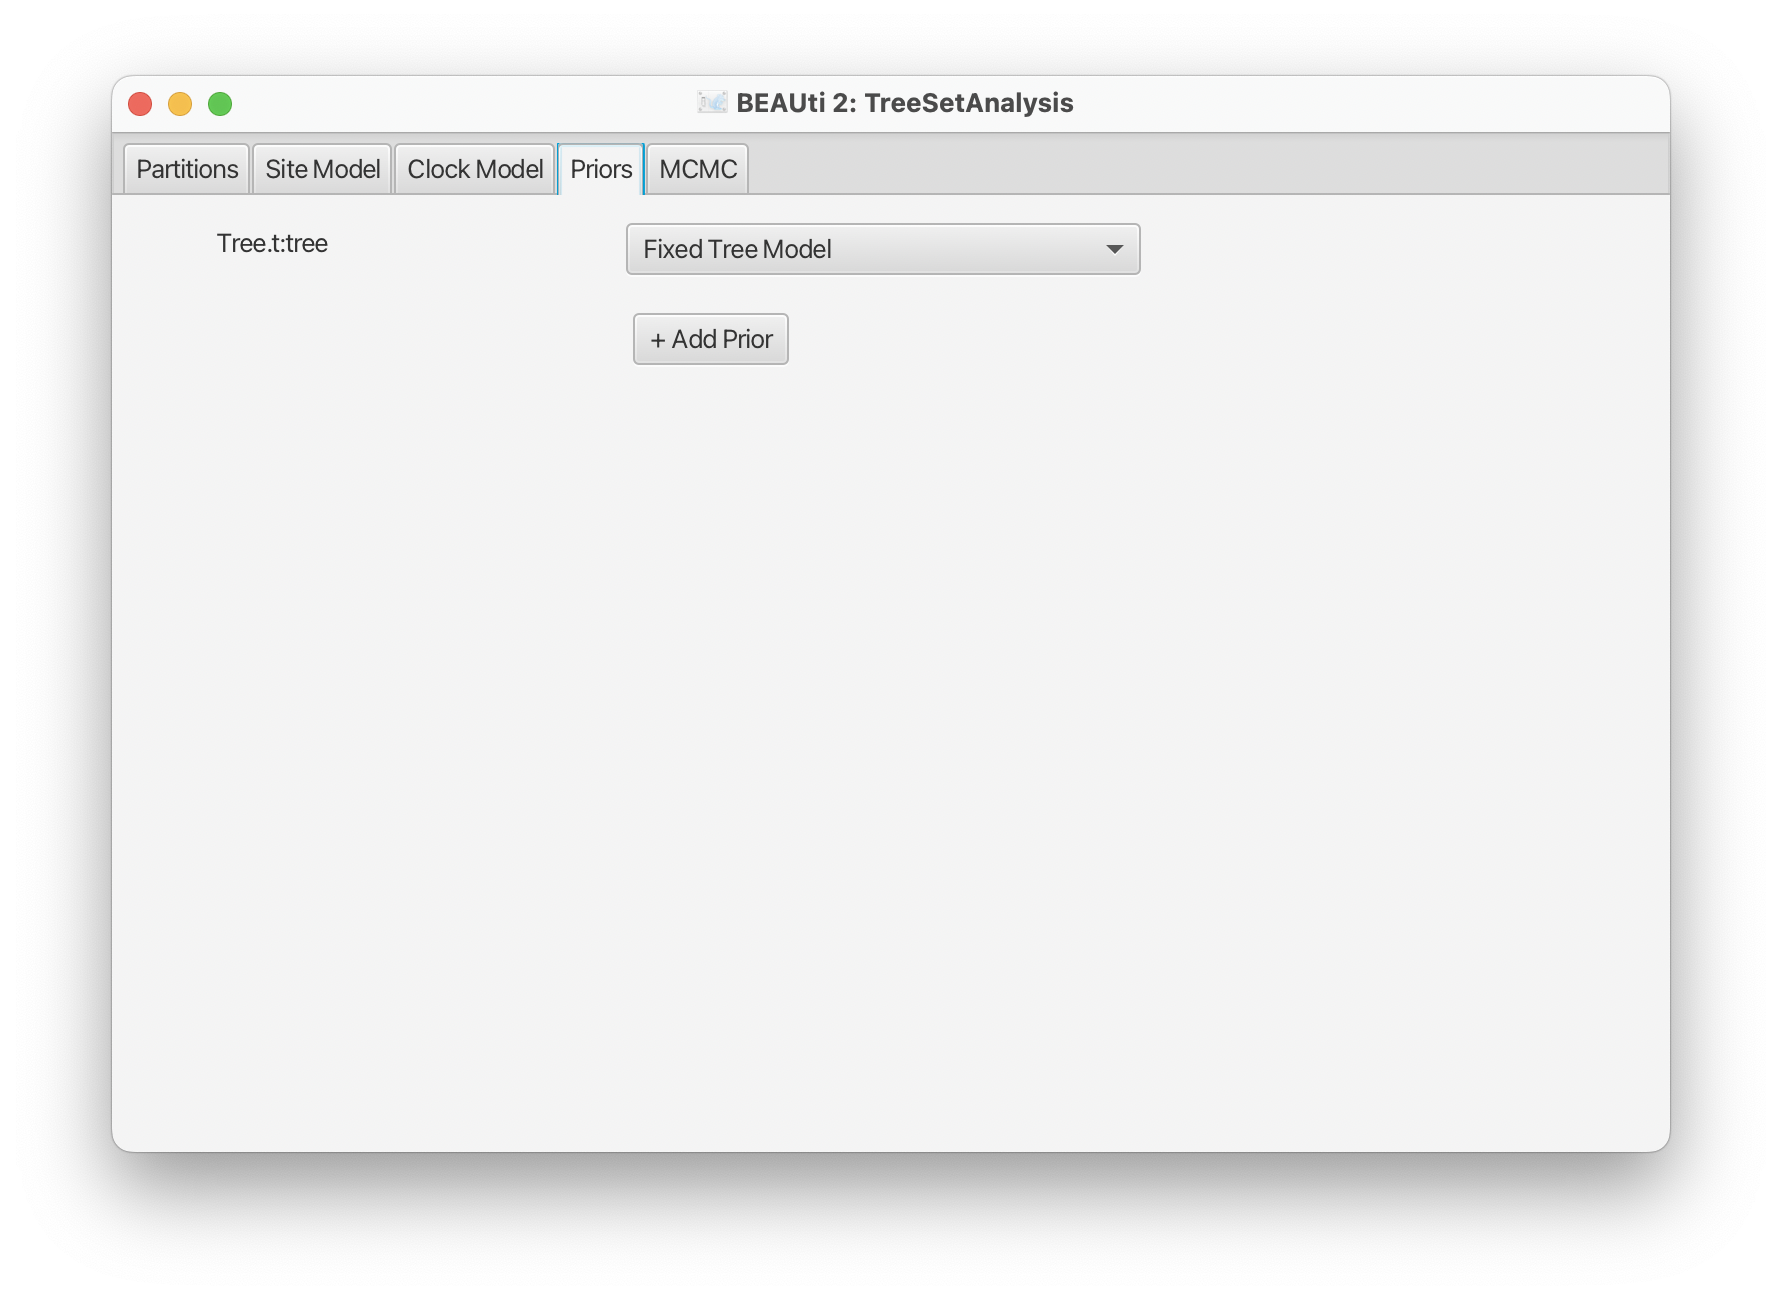 BEAUti 2: TreeSetAnalysis
Partitions Site Model Clock Model Priors MCMC
Tree.t:tree Fixed Tree Model
+ Add Prior